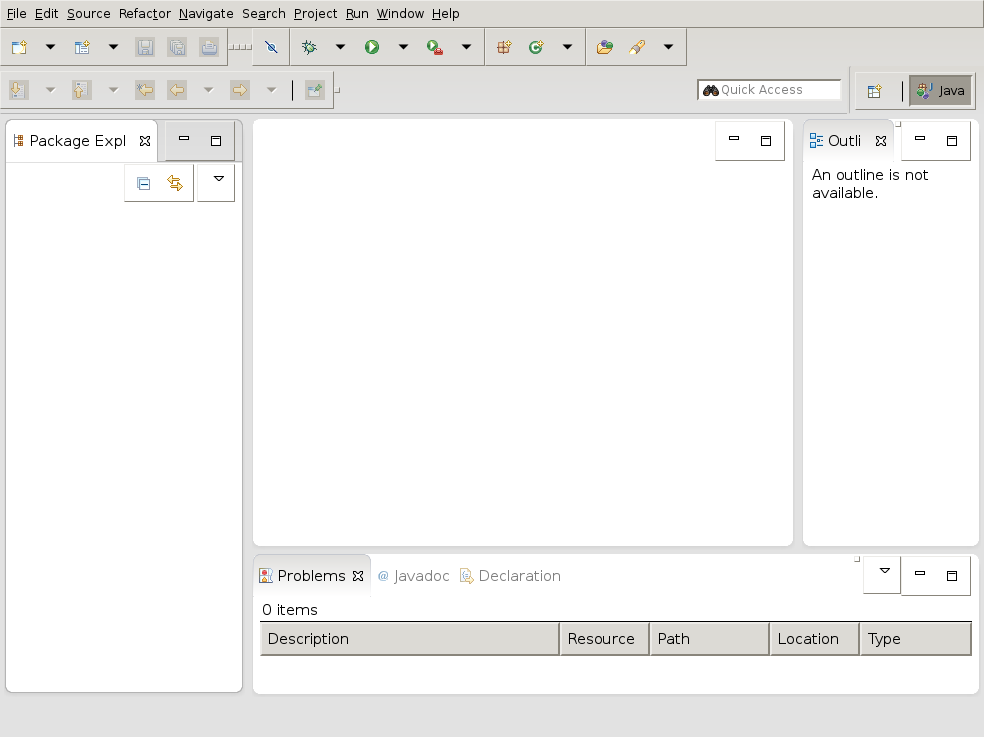 File Edit Source Refactor Navigate Search Project Run Window Help
Quick Access
Java
Package Expl
Outli
An outline is not
available.
Problems @ Javadoc Declaration
0 items
Description Resource Path Location Type